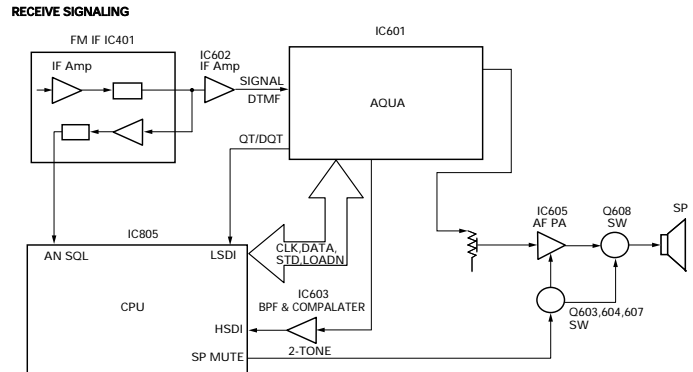 RECEIVE SIGNALING
FM IF IC401
IC601
IF Amp
IC602
IF Amp
SIGNAL
DTMF
AQUA
QT/DQT
IC605
AF PA
Q608
SW
SP
IC805
AN SQL
LSDI
CLK,DATA,
STD,LOADN
CPU
IC603
BPF & COMPALATER
Q603,604,607
SW
HSDI
2-TONE
SP MUTE